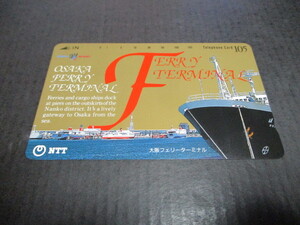 Telephone Card 105
OSAKA
FERRY
TERMINAL
FERRY
TERMINAL
Ferries and cargo ships dock
at piers on the outskirts of the
Nanko district. It's a lively
gateway to Osaka from the
sea.
NTT
大阪フェリーターミナル